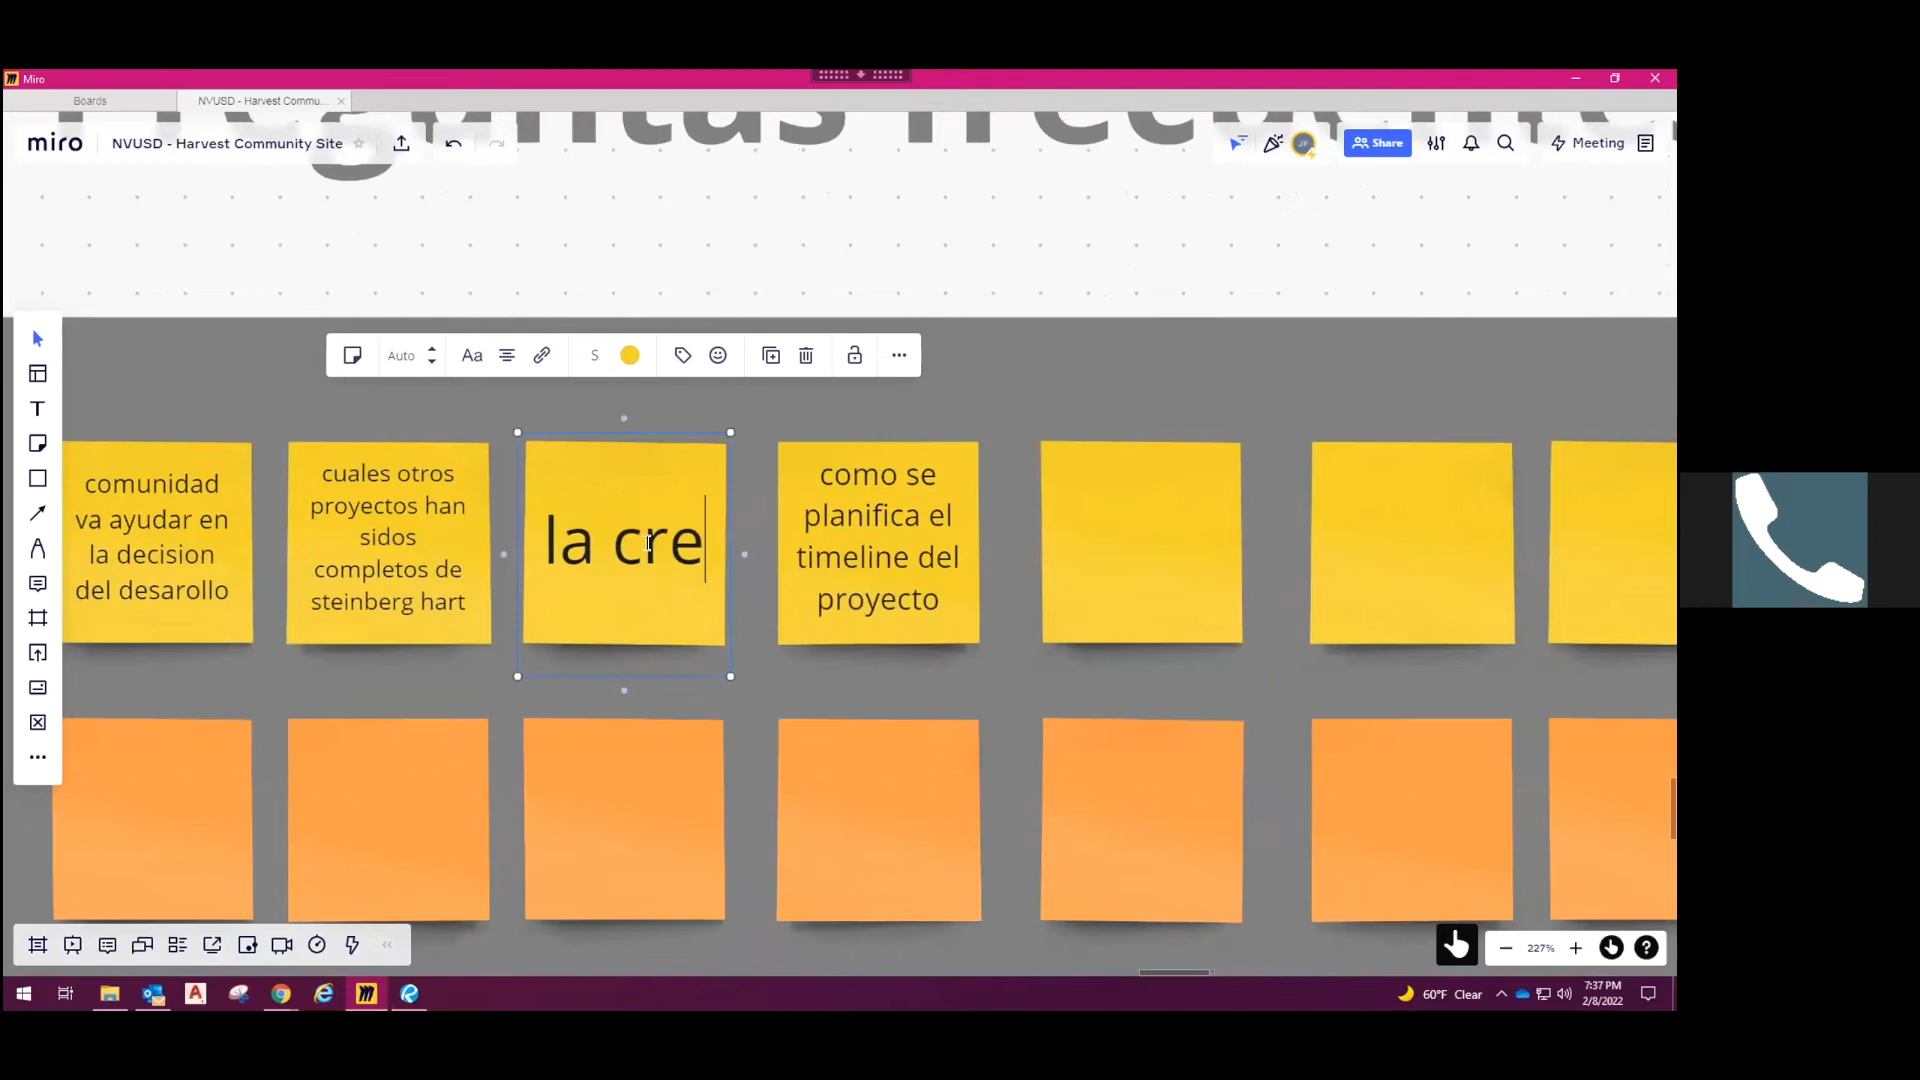 Miro
Boards
NVUSD - Harvest Commu...
Preguntas frecuente
miro
NVUSD - Harvest Community Site
Share
Meeting
Auto
Aa
S
T
comunidad
va ayudar en
la decision
del desarollo
cuales otros
proyectos han
sidos
completos de
steinberg hart
la cre
como se
planifica el
timeline del
proyecto
227%
60°F Clear
7:37 PM
2/8/2022